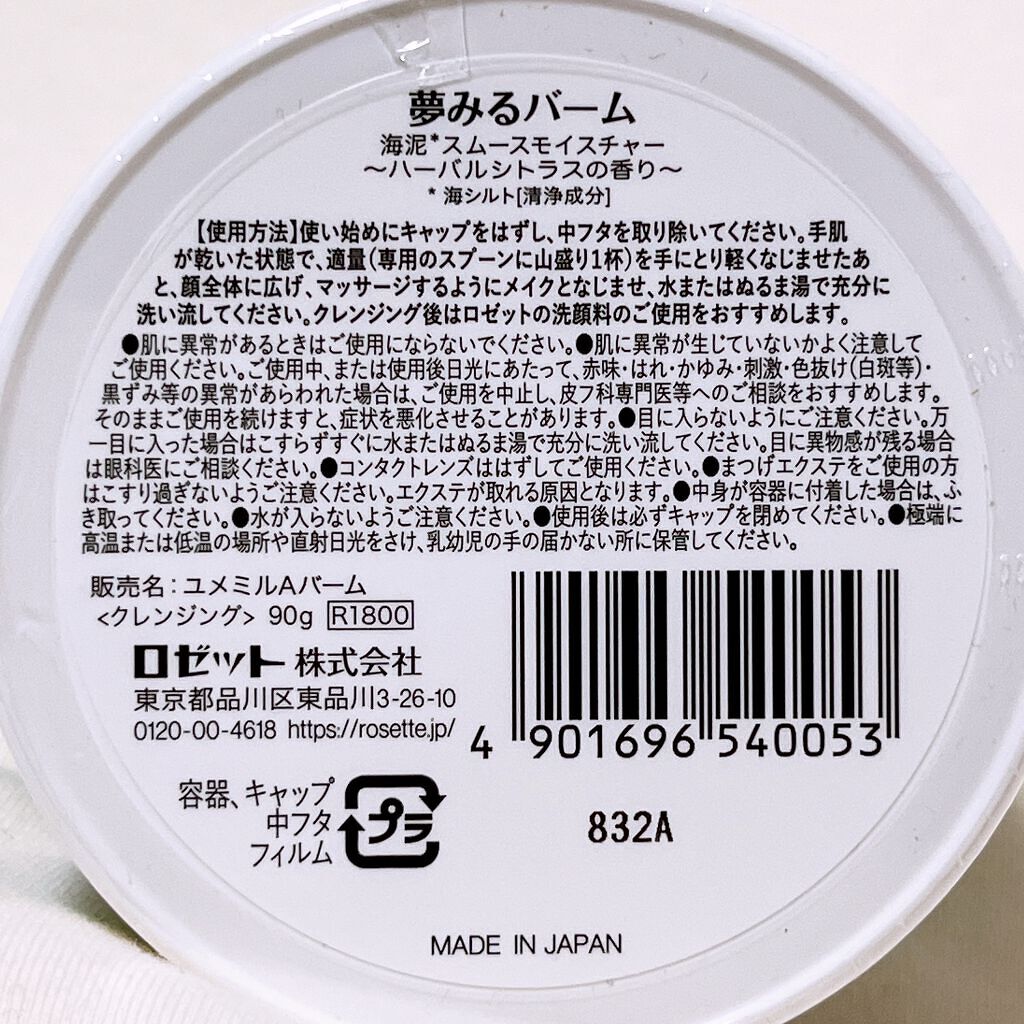 夢みるバーム
海泥*スムースモイスチャー
～ハーバルシトラスの香り～
* 海シルト[清浄成分]
【使用方法】使い始めにキャップをはずし、中フタを取り除いてください。手肌
が乾いた状態で、適量(専用のスプーンに山盛り1杯)を手にとり軽くなじませたあ
と、顔全体に広げ、マッサージするようにメイクとなじませ、水またはぬるま湯で充分に
洗い流してください。クレンジング後はロゼットの洗顔料のご使用をおすすめします。
●肌に異常があるときはご使用にならないでください。●肌に異常が生じていないかよく注意して
ご使用ください。ご使用中、または使用後日光にあたって、赤味・はれ・かゆみ・刺激・色抜け(白斑等)・
黒ずみ等の異常があらわれた場合は、ご使用を中止し、皮フ科専門医等へのご相談をおすすめします。
そのままご使用を続けますと、症状を悪化させることがあります。●目に入らないようにご注意ください。万
一目に入った場合はこすらずすぐに水またはぬるま湯で充分に洗い流してください。目に異物感が残る場合
は眼科医にご相談ください。●コンタクトレンズははずしてご使用ください。●まつげエクステをご使用の方
はこすり過ぎないようご注意ください。エクステが取れる原因となります。●中身が容器に付着した場合は、ふ
き取ってください。●水が入らないようご注意ください。●使用後は必ずキャップを閉めてください。●極端に
高温または低温の場所や直射日光をさけ、乳幼児の手の届かない所に保管してください。
販売名:ユメミルAバーム
<クレンジング> 90g R1800
ロゼット株式会社
東京都品川区東品川3-26-10
0120-00-4618 https://rosette.jp/
4 901696 540053
容器、キャップ
中フタ
フィルム
プラ
832A
MADE IN JAPAN